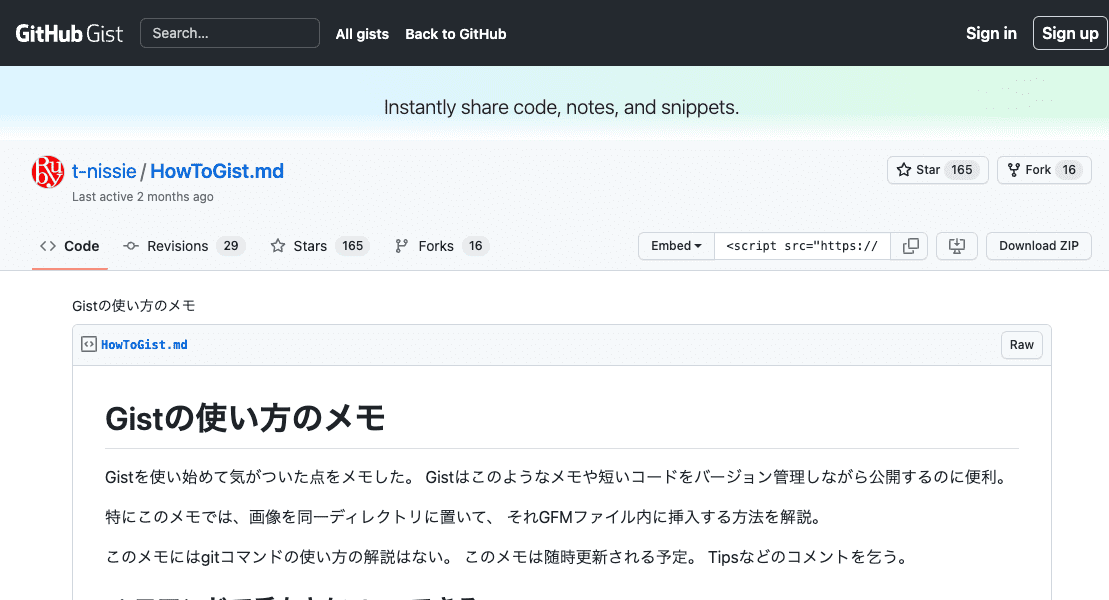 GitHub Gist
Search...
All gists
Back to GitHub
Sign in
Sign up
Instantly share code, notes, and snippets.
Ruby
t-nissie / HowToGist.md
Last active 2 months ago
Star 165
Fork 16
Code
Revisions 29
Stars 165
Forks 16
Embed
<script src="https://
Download ZIP
Gistの使い方のメモ
HowToGist.md
Raw
Gistの使い方のメモ
Gistを使い始めて気がついた点をメモした。 Gistはこのようなメモや短いコードをバージョン管理しながら公開するのに便利。
特にこのメモでは、画像を同一ディレクトリに置いて、 それGFMファイル内に挿入する方法を解説。
このメモにはgitコマンドの使い方の解説はない。 このメモは随時更新される予定。 Tipsなどのコメントを乞う。